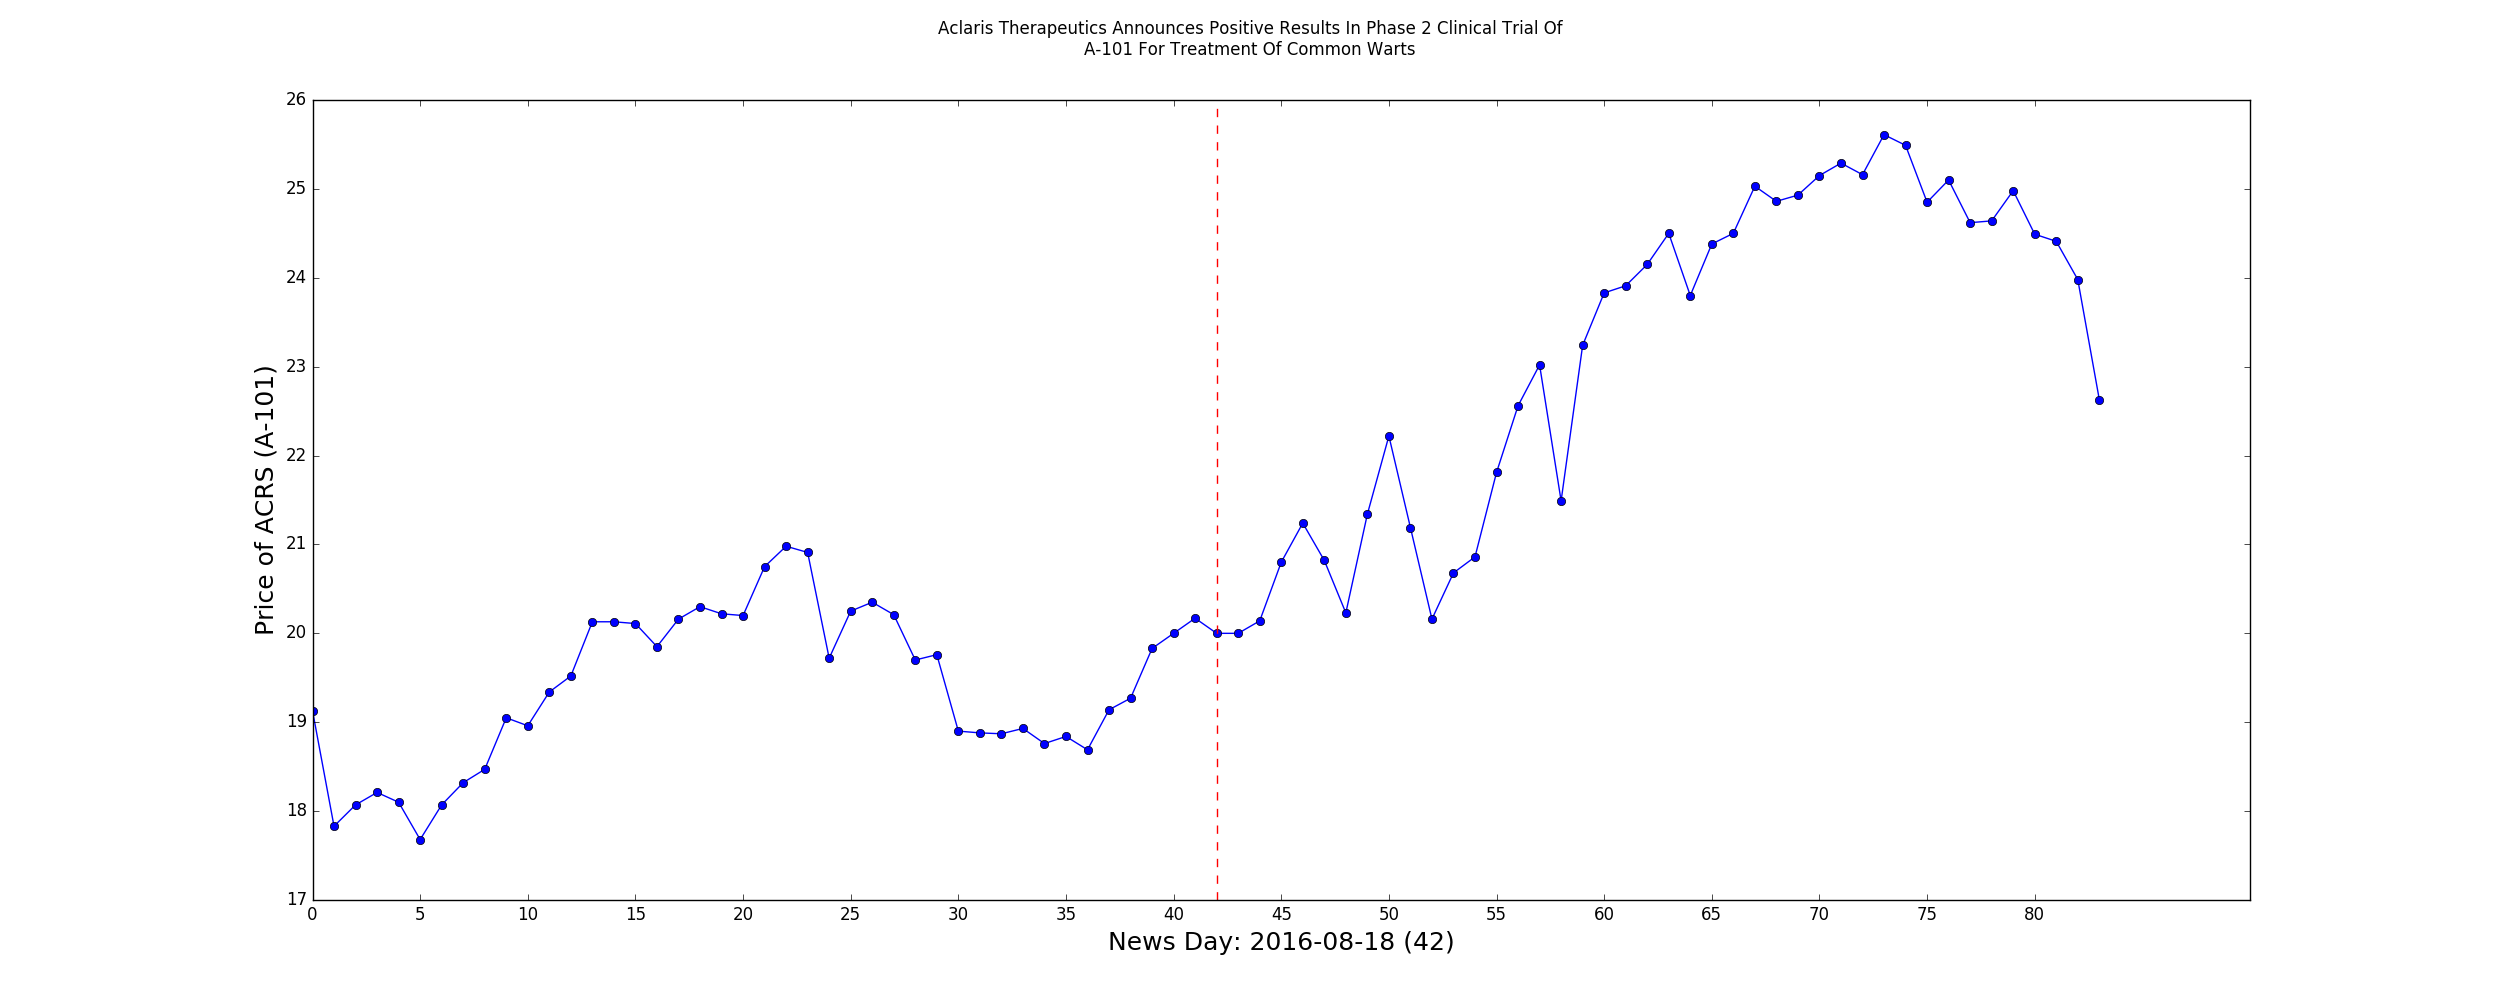 Aclaris Therapeutics Announces Positive Results In Phase 2 Clinical Trial Of
A-101 For Treatment Of Common Warts
26
25
24
23
22
21
20
19
18
17
Price of ACRS (A-101)
0 5 10 15 20 25 30 35 40 45 50 55 60 65 70 75 80
News Day: 2016-08-18 (42)